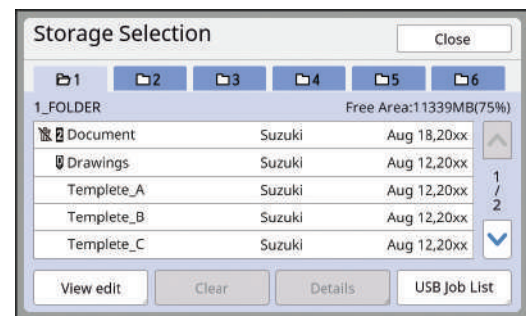 Storage Selection
Close
1 2 3 4 5 6
1_FOLDER Free Area:11339MB(75%)
2 Document Suzuki Aug 18,20xx
Drawings Suzuki Aug 12,20xx
Templete_A Suzuki Aug 12,20xx
1
/
2
Templete_B Suzuki Aug 12,20xx
Templete_C Suzuki Aug 12,20xx
View edit Clear Details USB Job List